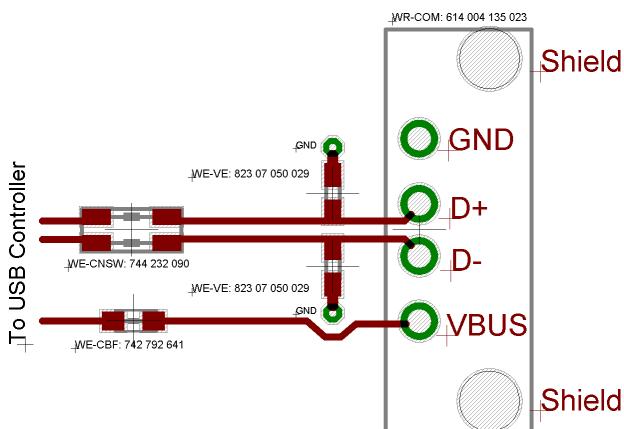 WR-COM: 614 004 135 023
Shield
GND
GND
WE-VE: 823 07 050 029
D+
To USB Controller
D-
WE-CNSW: 744 232 090
WE-VE: 823 07 050 029
GND
VBUS
WE-CBF: 742 792 641
Shield